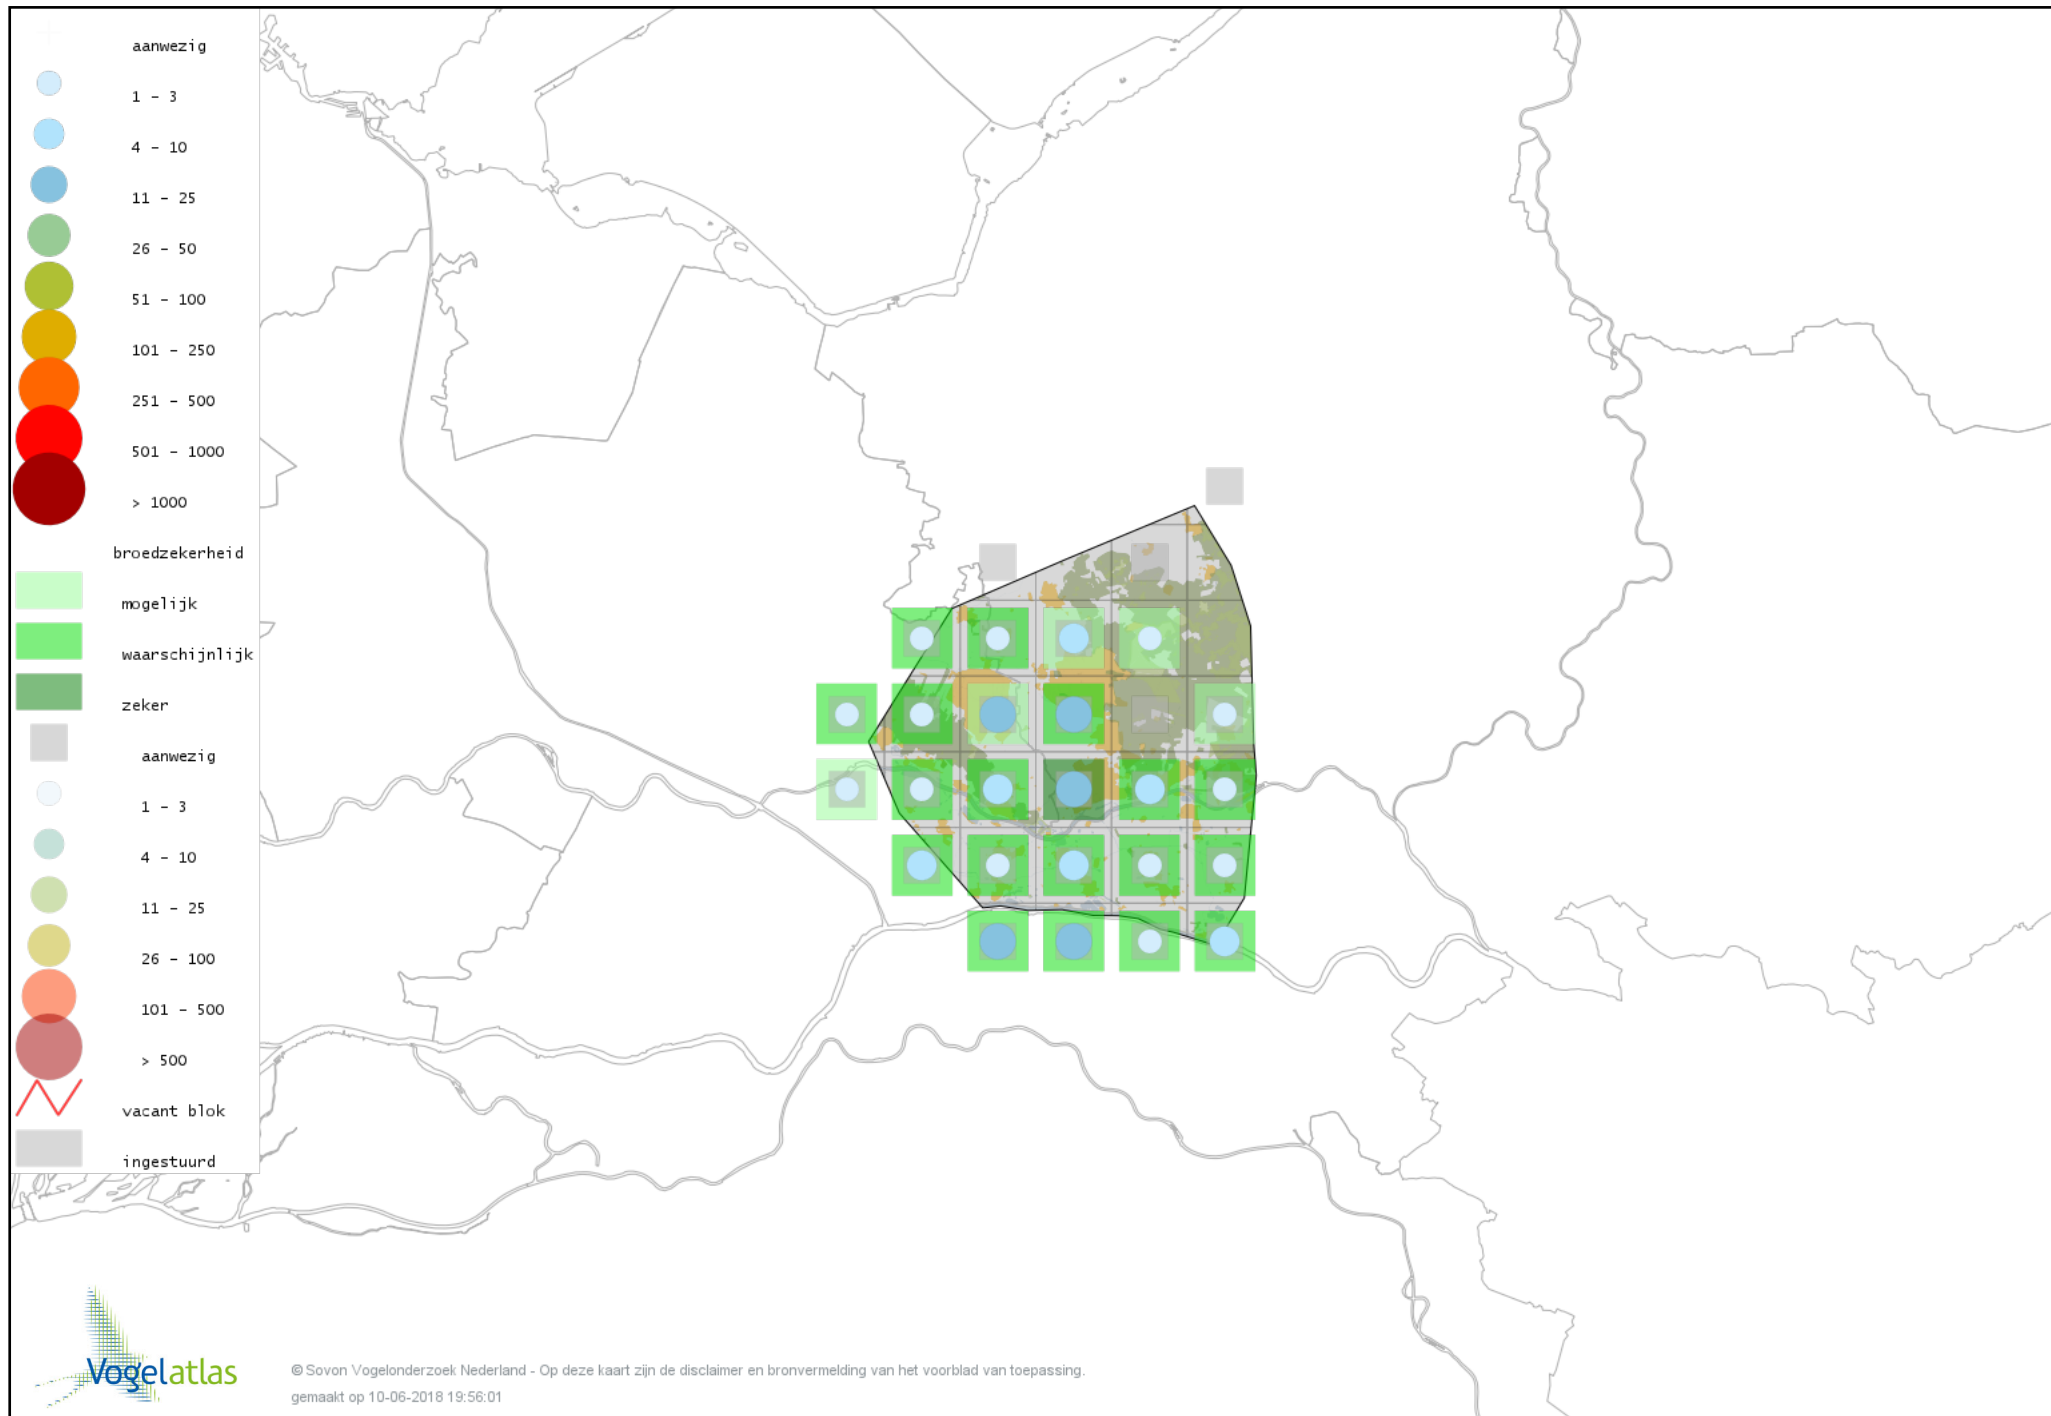 aanwezig
1 - 3
4 - 10
11 - 25
26 - 50
51 - 100
101 - 250
251 - 500
501 - 1000
> 1000
broedzekerheid
mogelijk
waarschijnlijk
zeker
aanwezig
1 - 3
4 - 10
11 - 25
26 - 100
101 - 500
> 500
vacant blok
ingestuurd
Vogelatlas
© Sovon Vogelonderzoek Nederland - Op deze kaart zijn de disclaimer en bronvermelding van het voorblad van toepassing.
gemaakt op 10-06-2018 19:56:01